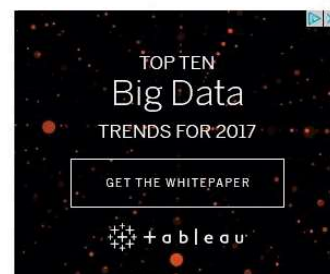 TOP TEN
Big Data
TRENDS FOR 2017
GET THE WHITEPAPER
+ableau